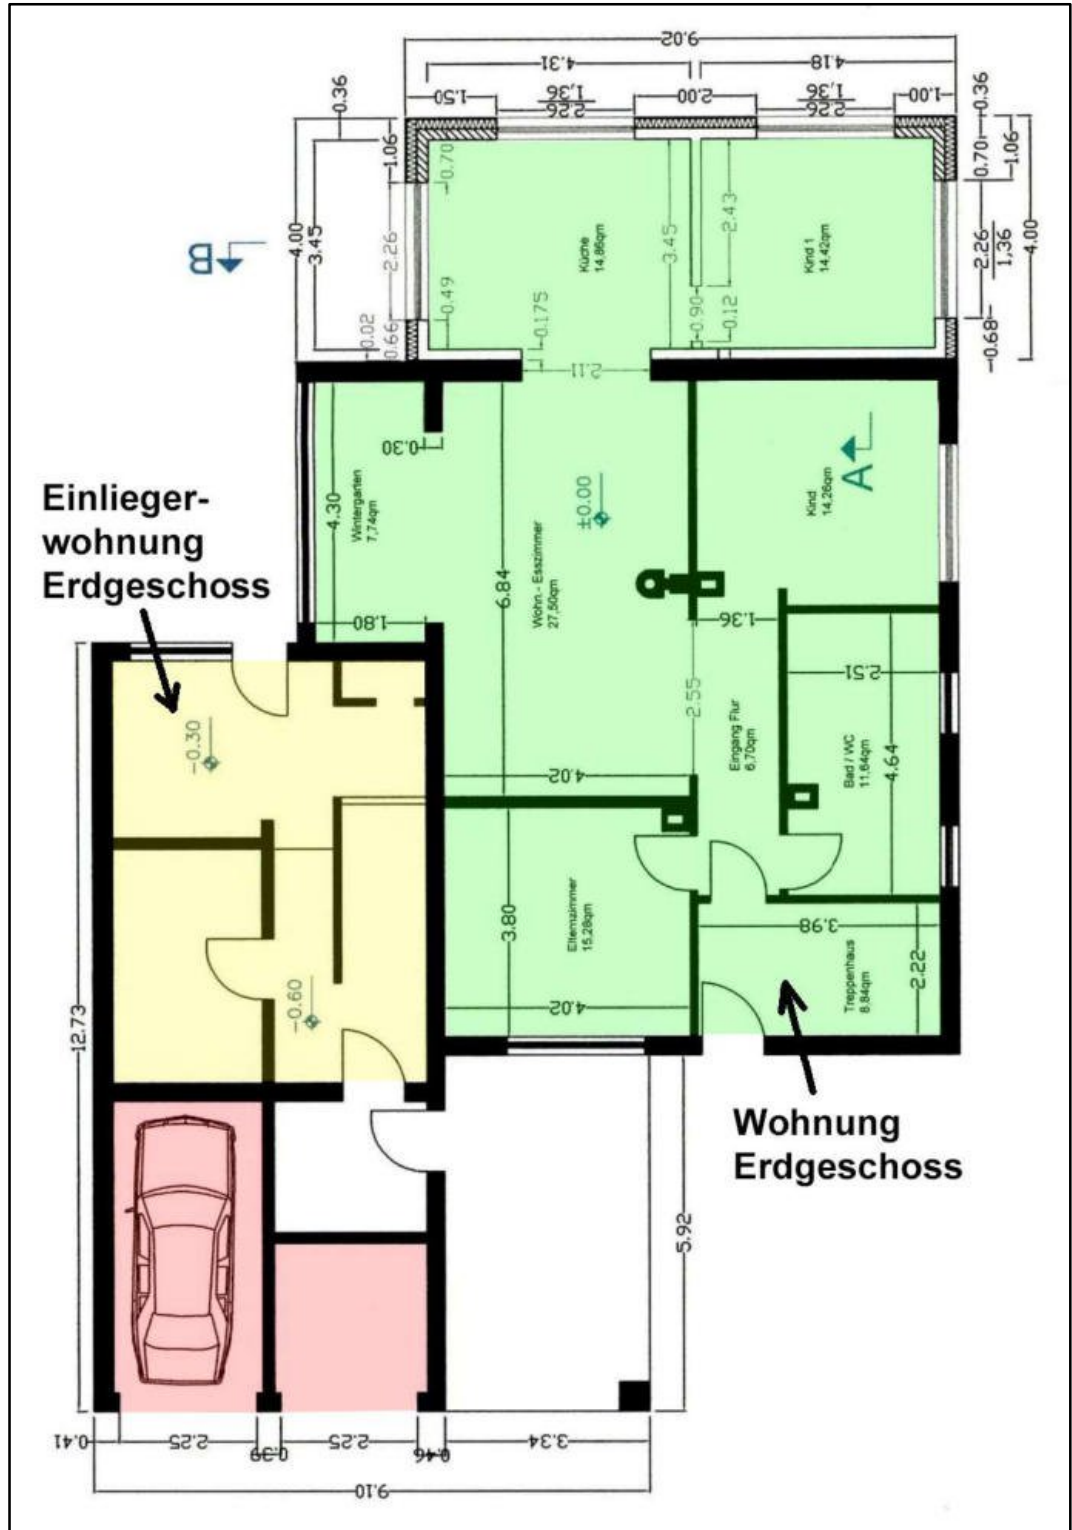 9.02
4.31
4.18
1.50
2.26
1,36
2.00
2.26
1,36
1.00
0.36
0.36
1.06
0.70
0.70
1.06
4.00
3.45
2.26
0.49
0.02
0.66
B
Küche
14,86qm
3.45
2.43
0.90
0.12
0.175
2.11
Kind 1
14,42qm
2.26
1,36
4.00
0.68
0.30
4.30
Wintergarten
7,74qm
1.80
6.84
Wohn.- Esszimmer
27,50qm
±0.00
A
Kind
14,26qm
1.36
2.51
2.55
Eingang Flur
6,70qm
Bad / WC
11,64qm
4.64
4.02
Einlieger-
wohnung
Erdgeschoss
-0.30
-0.60
12.73
3.80
Elternzimmer
15,28qm
4.02
3.98
Treppenhaus
8,84qm
2.22
Wohnung
Erdgeschoss
5.92
0.41
2.25
0.39
2.25
0.46
3.34
9.10